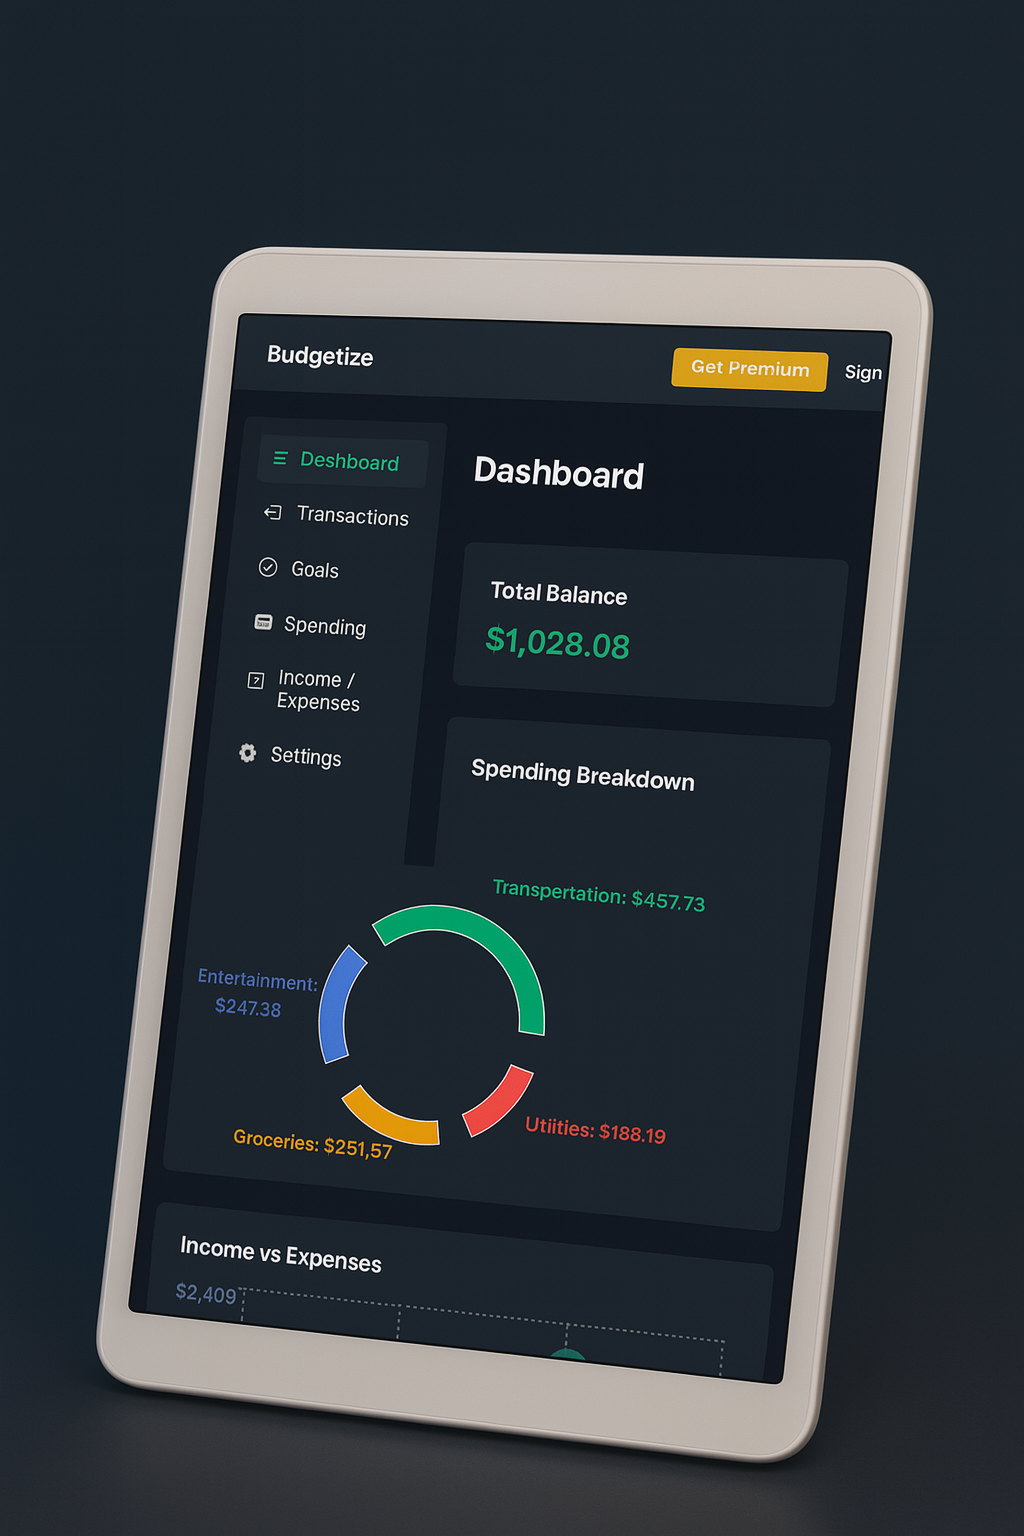 Budgetize
Get Premium
Sign
Deshboard
Transactions
Goals
Spending
Income /
Expenses
Settings
Dashboard
Total Balance
$1,028.08
Spending Breakdown
Transpertation: $457.73
Entertainment:
$247.38
Groceries: $251,57
Utiities: $188.19
Income vs Expenses
$2,409